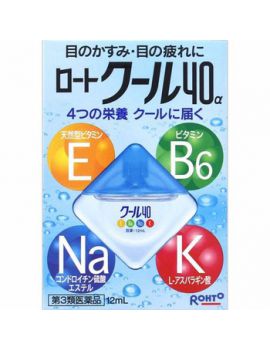 目のかすみ・目の疲れに
ロートクール40α
4つの栄養 クールに届く
天然型ビタミン
E
ビタミン
B6
クール40
E B6 Na K
Na
コンドロイチン硫酸
エステル
K
L-アスパラギン酸
第3類医薬品 12mL
ROHTO